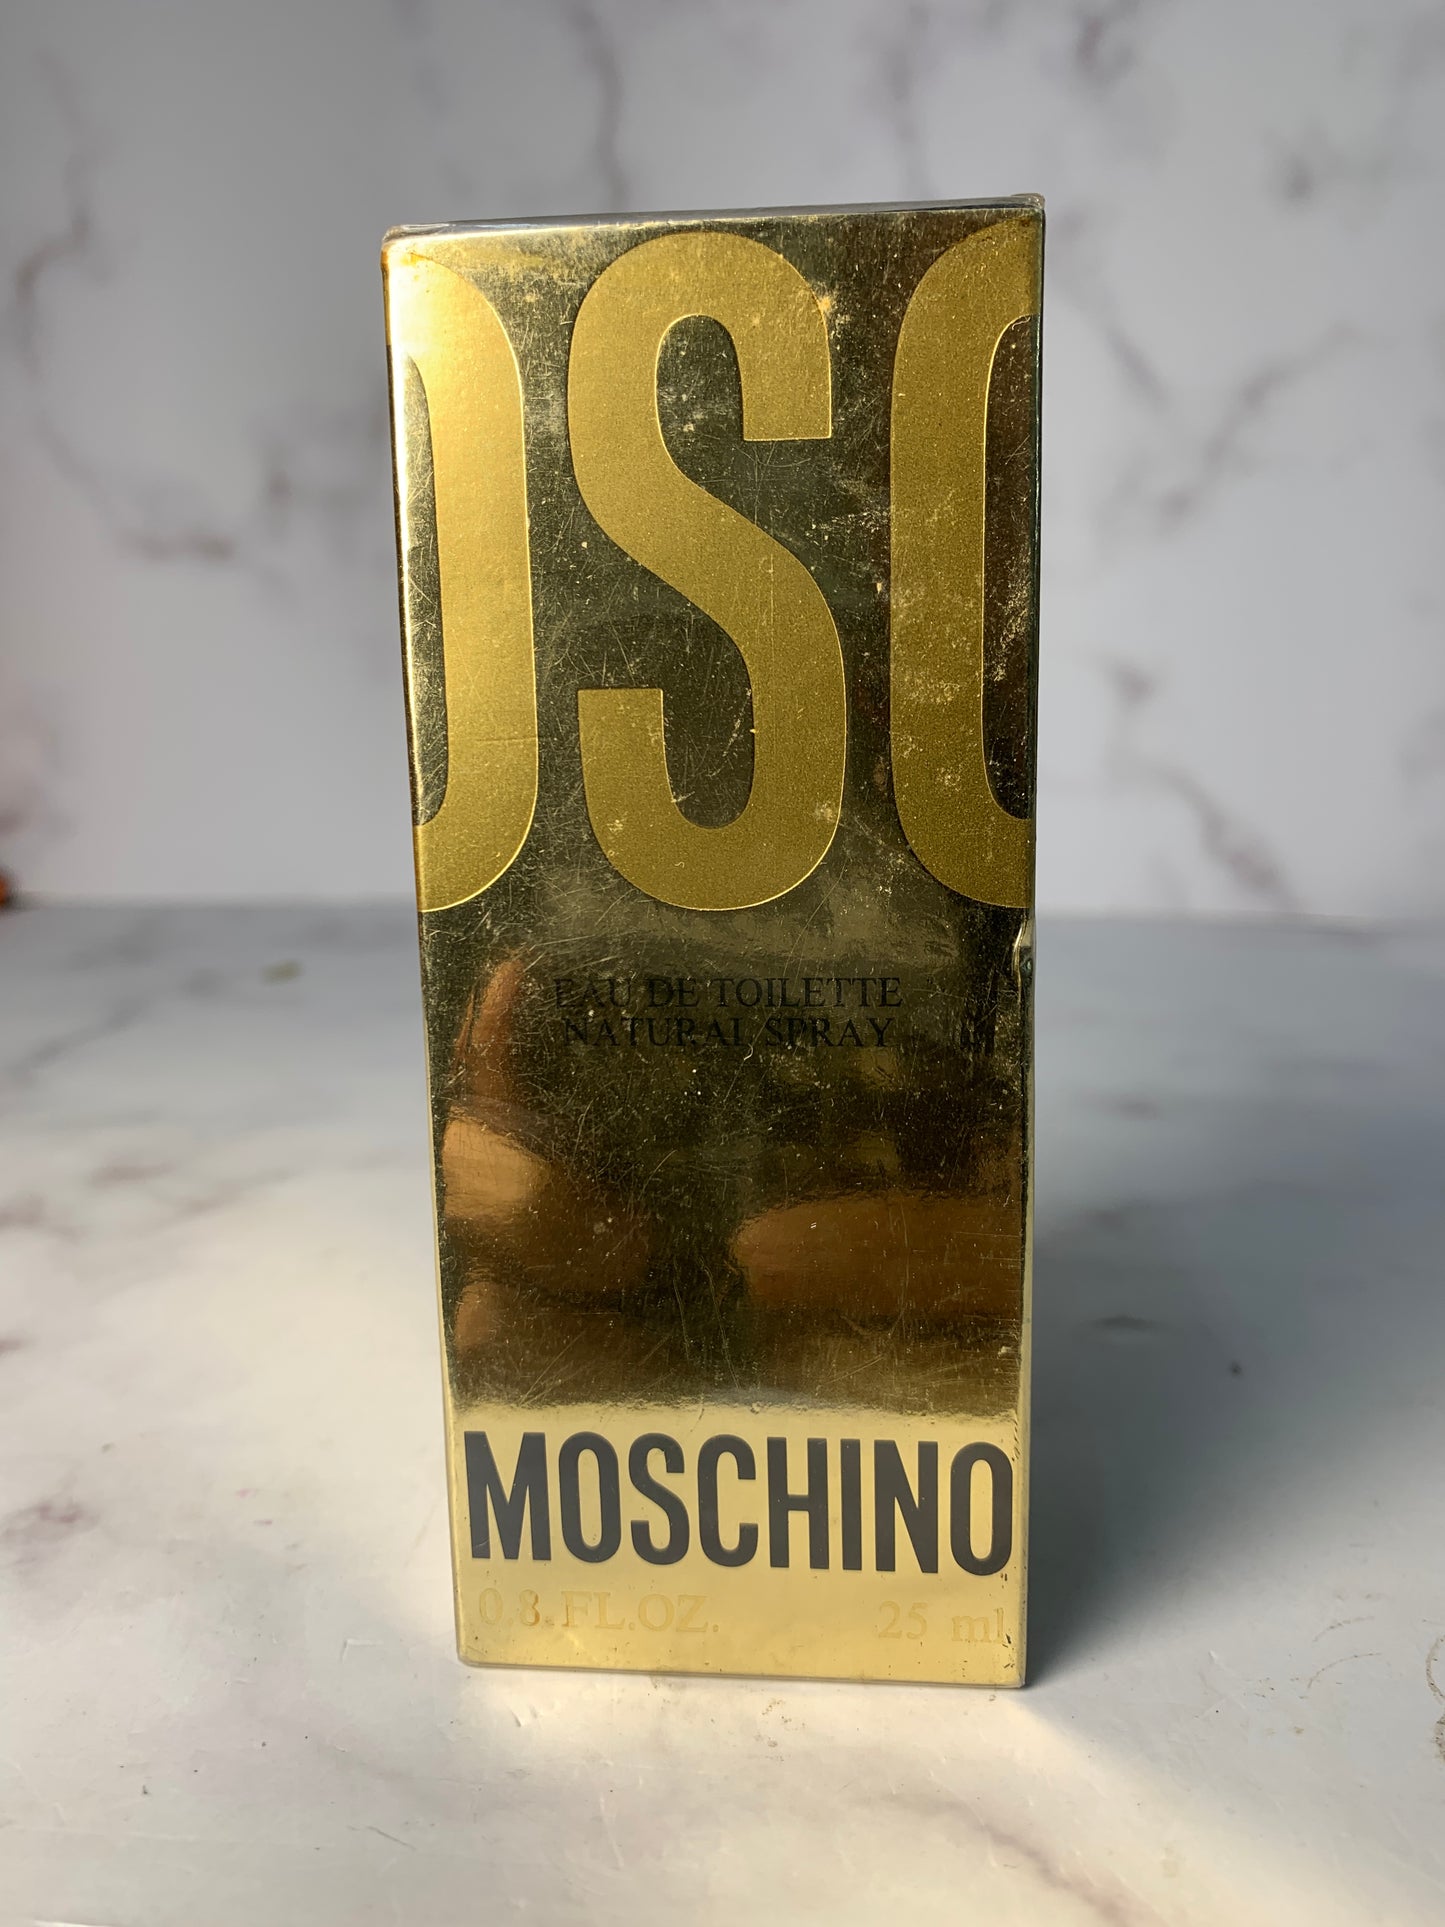 OSC
EAU DE TOILETTE
NATURAL SPRAY
MOSCHINO
0.8.FL.OZ. 25 ml